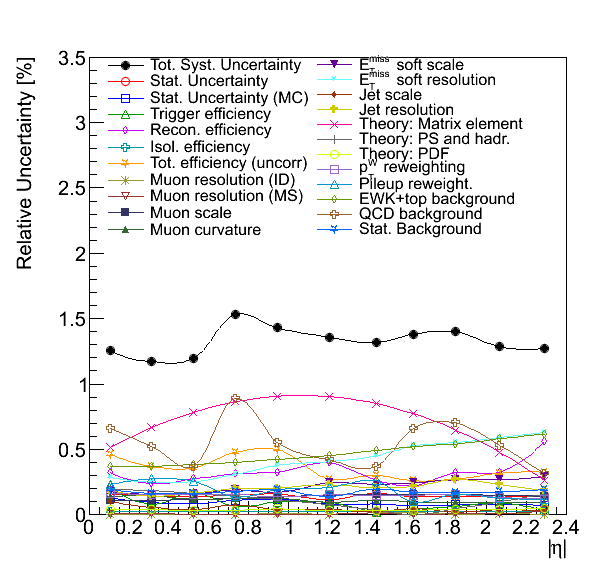 Relative Uncertainty [%]
3.5
3
2.5
2
1.5
1
0.5
0
Tot. Syst. Uncertainty
Stat. Uncertainty
Stat. Uncertainty (MC)
Trigger efficiency
Recon. efficiency
Isol. efficiency
Tot. efficiency (uncorr)
Muon resolution (ID)
Muon resolution (MS)
Muon scale
Muon curvature
E_T^miss soft scale
E_T^miss soft resolution
Jet scale
Jet resolution
Theory: Matrix element
Theory: PS and hadr.
Theory: PDF
p_T^W reweighting
Pileup reweight.
EWK+top background
QCD background
Stat. Background
0 0.2 0.4 0.6 0.8 1 1.2 1.4 1.6 1.8 2 2.2 2.4
|η|